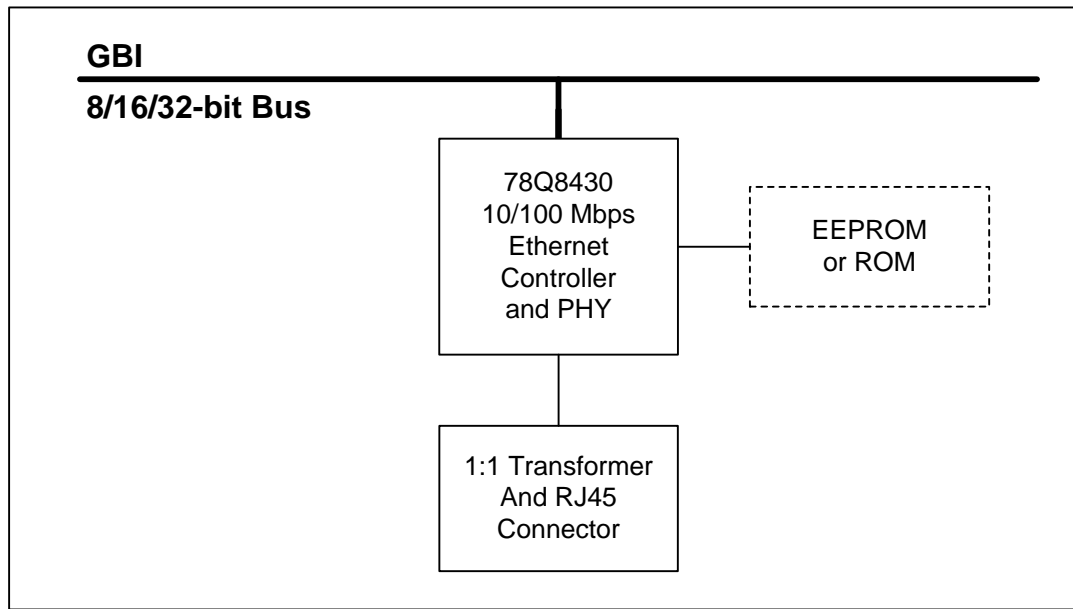 GBI
8/16/32-bit Bus
78Q8430
10/100 Mbps
Ethernet
Controller
and PHY
EEPROM
or ROM
1:1 Transformer
And RJ45
Connector